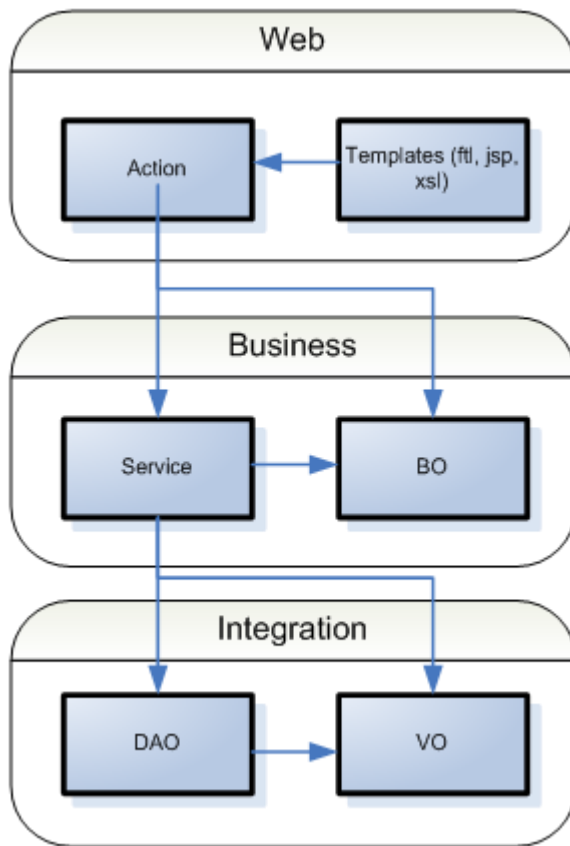 Web
Action
Templates (ftl, jsp,
xsl)
Business
Service
BO
Integration
DAO
VO